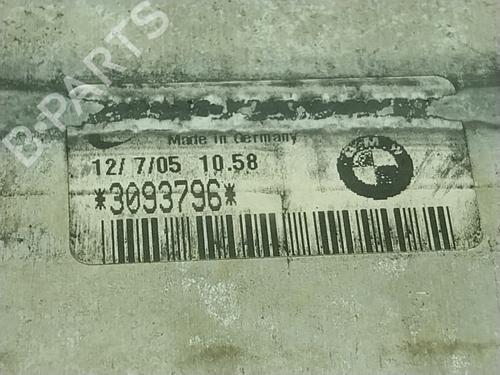 B-PARTS
Made in Germany
12/ 7/05 10.58
B.M.W
*3093796*